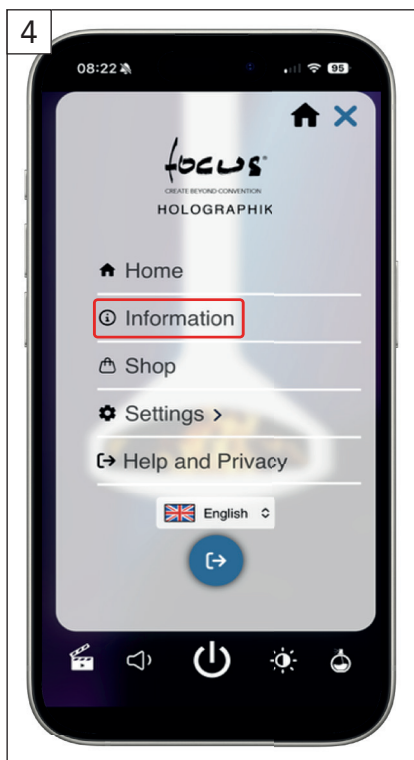 4
08:22
95
focus
CREATE BEYOND CONVENTION
HOLOGRAPHIK
Home
Information
Shop
Settings >
Help and Privacy
English